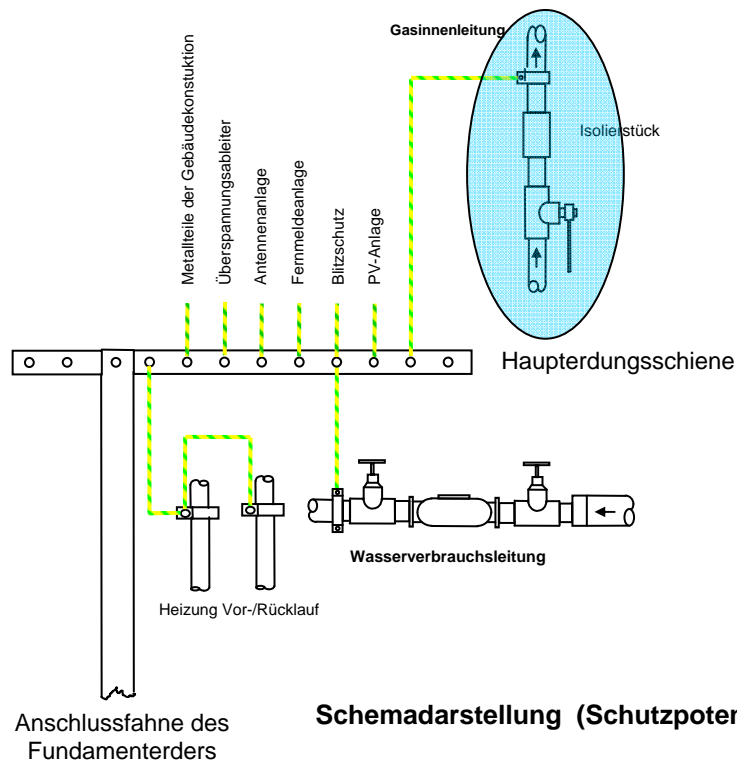 Gasinnenleitung
Isolierstück
Metallteile der Gebäudekonstuktion
Überspannungsableiter
Antennenanlage
Fernmeldeanlage
Blitzschutz
PV-Anlage
Haupterdungsschiene
Wasserverbrauchsleitung
Heizung Vor-/Rücklauf
Anschlussfahne des
Fundamenterders
Schemadarstellung (Schutzpoten